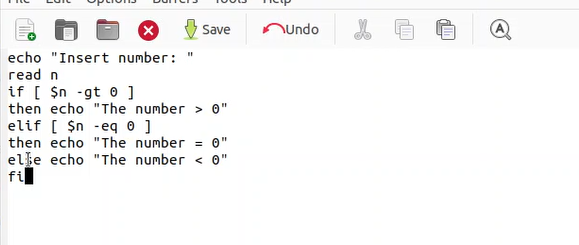 File Edit Options Buffers Tools Help
Save Undo
echo "Insert number: "
read n
if [ $n -gt 0 ]
then echo "The number > 0"
elif [ $n -eq 0 ]
then echo "The number = 0"
else echo "The number < 0"
fi